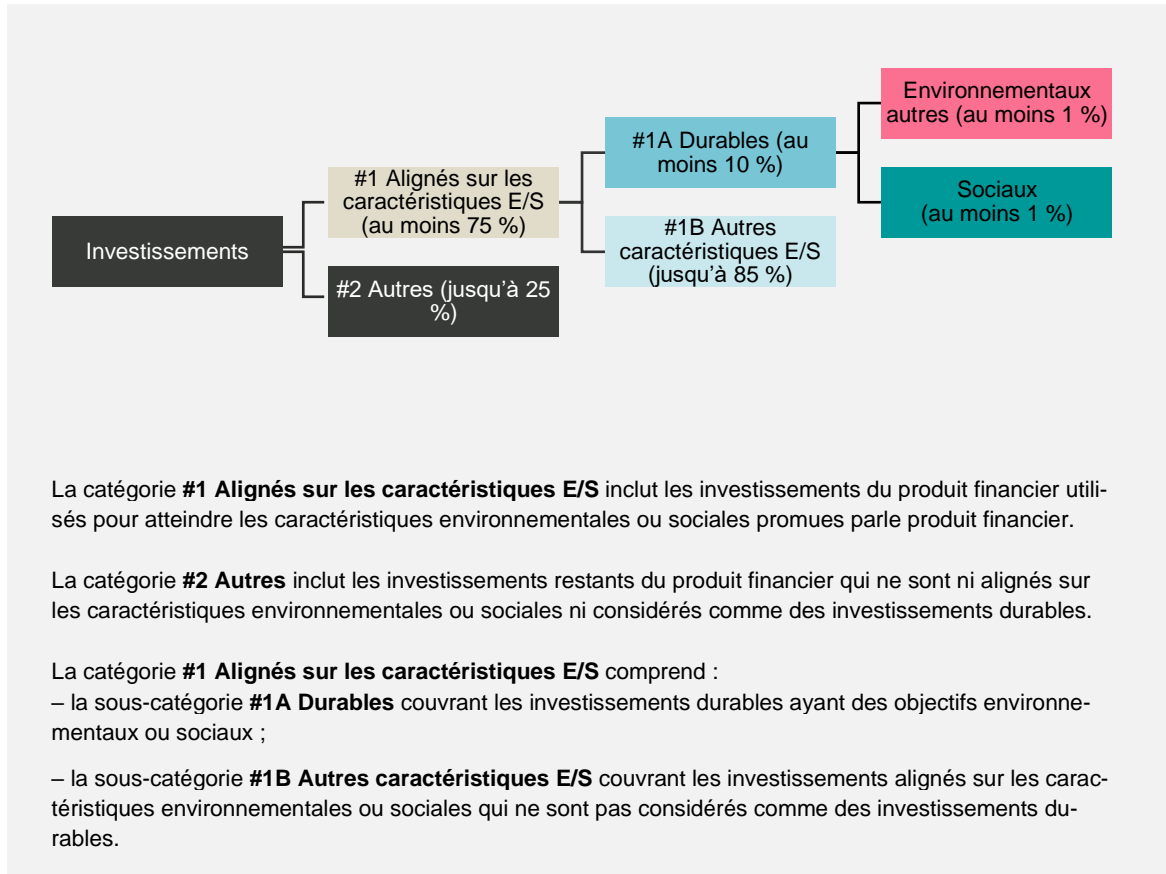 Investissements
#1 Alignés sur les
caractéristiques E/S
(au moins 75 %)
#2 Autres (jusqu’à 25
%)
#1A Durables (au
moins 10 %)
#1B Autres
caractéristiques E/S
(jusqu’à 85 %)
Environnementaux
autres (au moins 1 %)
Sociaux
(au moins 1 %)
La catégorie #1 Alignés sur les caractéristiques E/S inclut les investissements du produit financier utili-
sés pour atteindre les caractéristiques environnementales ou sociales promues parle produit financier.
La catégorie #2 Autres inclut les investissements restants du produit financier qui ne sont ni alignés sur
les caractéristiques environnementales ou sociales ni considérés comme des investissements durables.
La catégorie #1 Alignés sur les caractéristiques E/S comprend :
– la sous-catégorie #1A Durables couvrant les investissements durables ayant des objectifs environne-
mentaux ou sociaux ;
– la sous-catégorie #1B Autres caractéristiques E/S couvrant les investissements alignés sur les carac-
téristiques environnementales ou sociales qui ne sont pas considérés comme des investissements du-
rables.